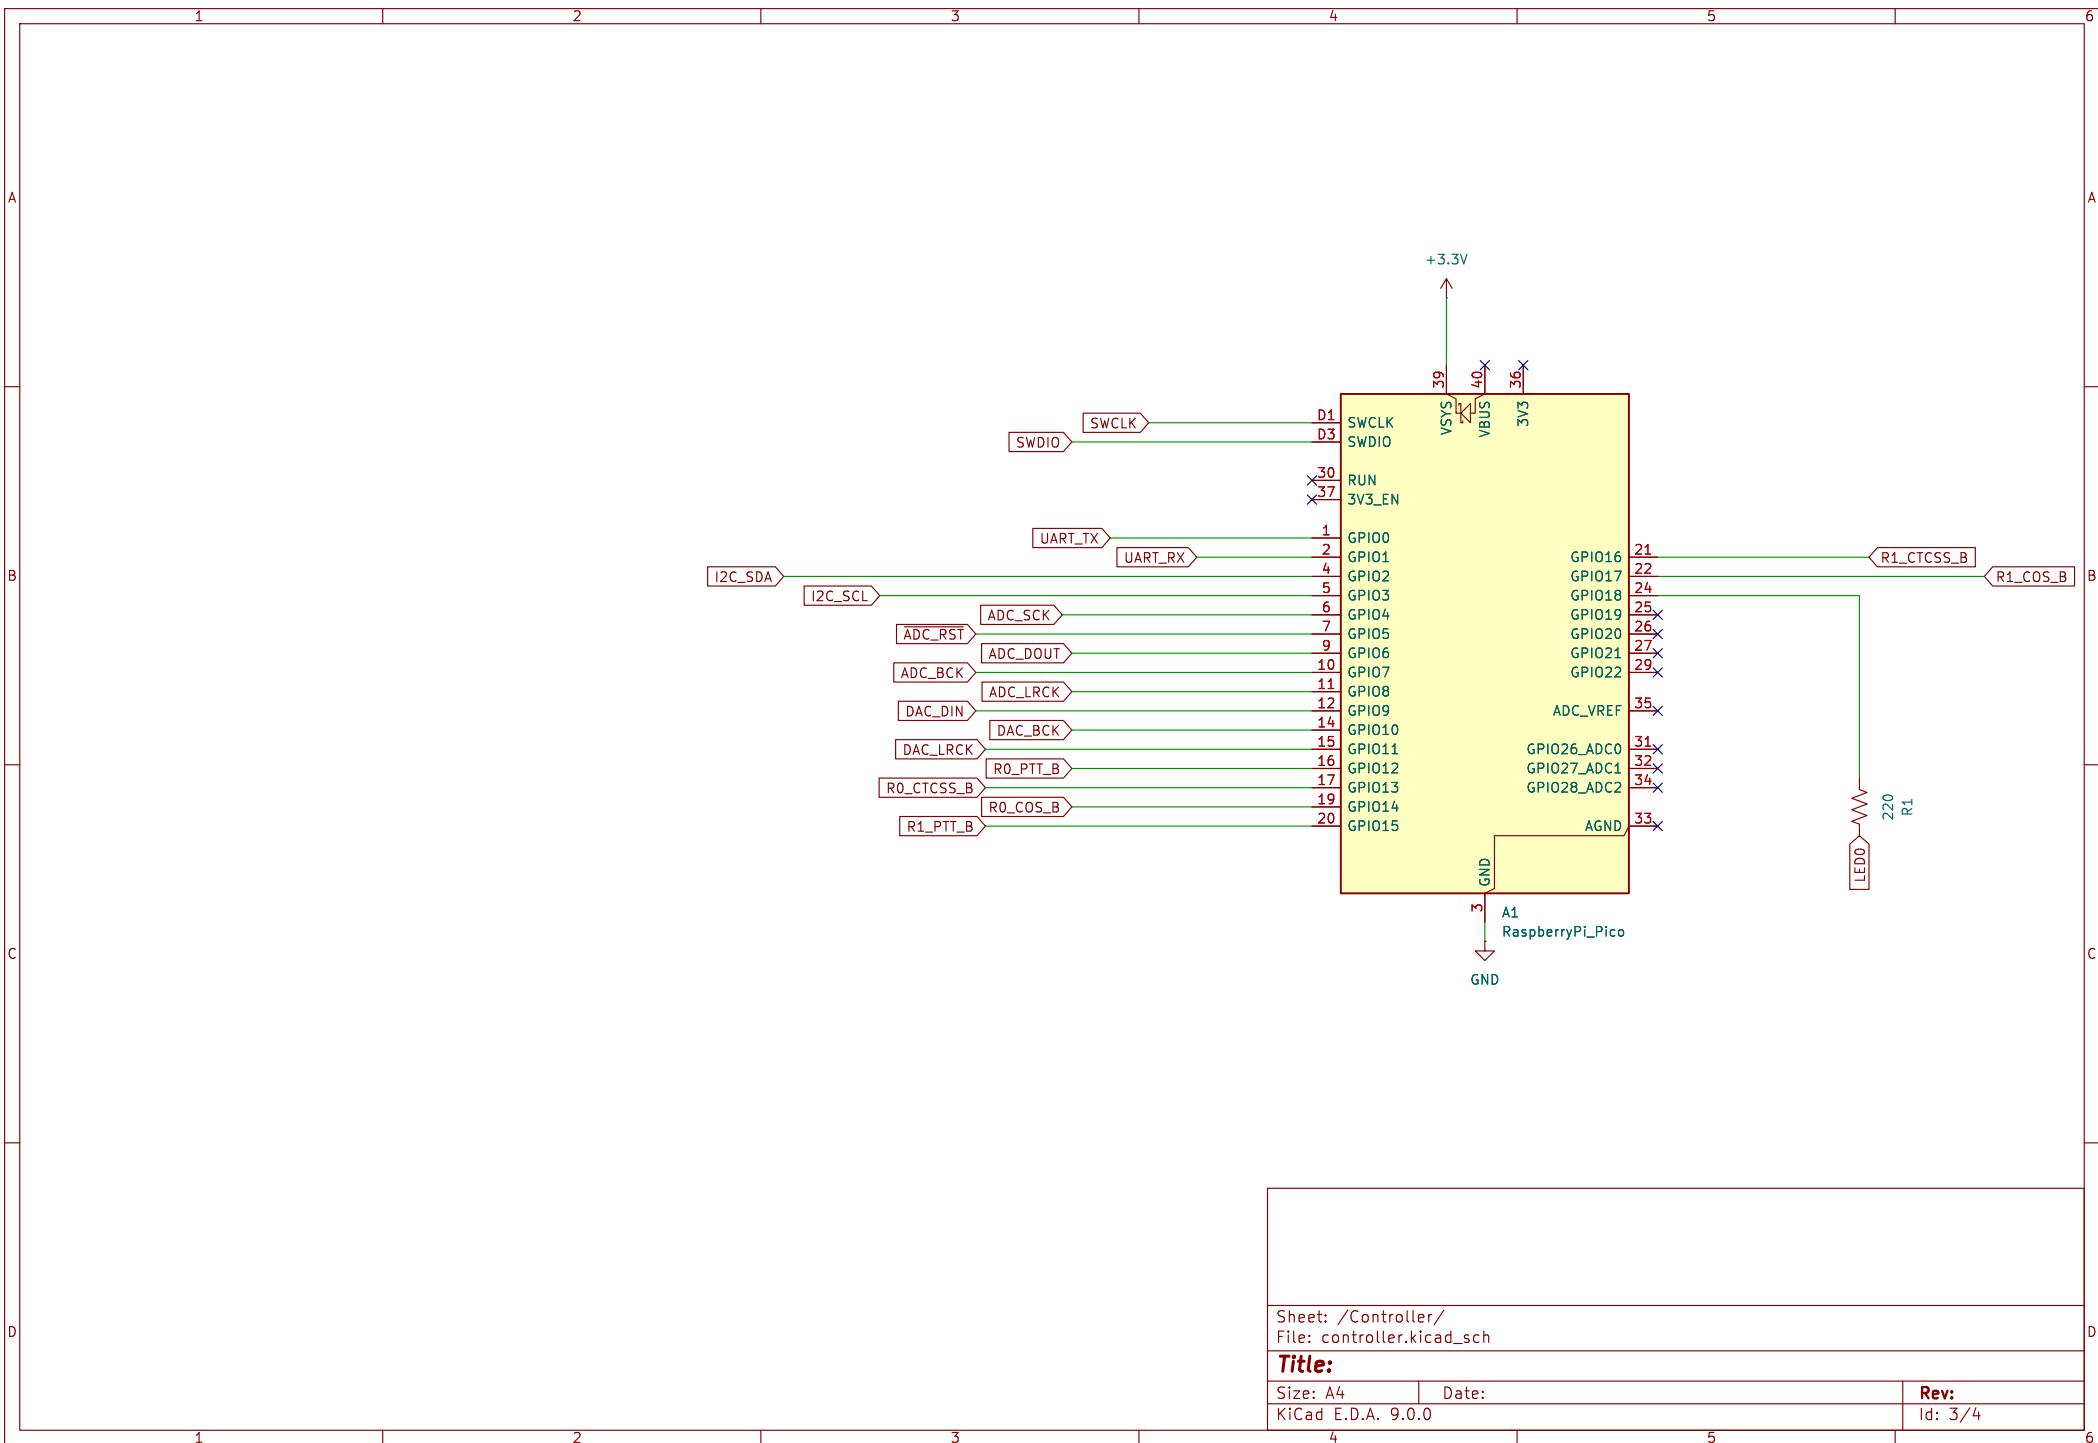 1 2 3 4 5 6
A A
+3.3V
39 40 36
VSYS VBUS 3V3
SWCLK D1 SWCLK
SWDIO D3 SWDIO
30 RUN
37 3V3_EN
UART_TX 1 GPIO0
UART_RX 2 GPIO1 GPIO16 21 R1_CTCSS_B
B I2C_SDA 4 GPIO2 GPIO17 22 R1_COS_B B
I2C_SCL 5 GPIO3 GPIO18 24
ADC_SCK 6 GPIO4 GPIO19 25
ADC_RST 7 GPIO5 GPIO20 26
ADC_DOUT 9 GPIO6 GPIO21 27
ADC_BCK 10 GPIO7 GPIO22 29
ADC_LRCK 11 GPIO8
DAC_DIN 12 GPIO9 ADC_VREF 35
DAC_BCK 14 GPIO10
DAC_LRCK 15 GPIO11 GPIO26_ADC0 31
R0_PTT_B 16 GPIO12 GPIO27_ADC1 32
R0_CTCSS_B 17 GPIO13 GPIO28_ADC2 34
R0_COS_B 19 GPIO14
220
R1
R1_PTT_B 20 GPIO15 AGND 33
LED0
GND
3
A1
RaspberryPi_Pico
C C
GND
Sheet: /Controller/
File: controller.kicad_sch
D D
Title:
Size: A4 Date: Rev:
KiCad E.D.A. 9.0.0 Id: 3/4
1 2 3 4 5 6